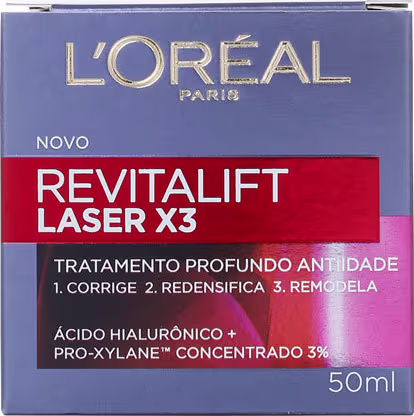 L'ORÉAL
PARIS
NOVO
REVITALIFT
LASER X3
TRATAMENTO PROFUNDO ANTIIDADE
1. CORRIGE 2. REDENSIFICA 3. REMODELA
ÁCIDO HIALURÔNICO +
PRO-XYLANE™ CONCENTRADO 3%
50ml